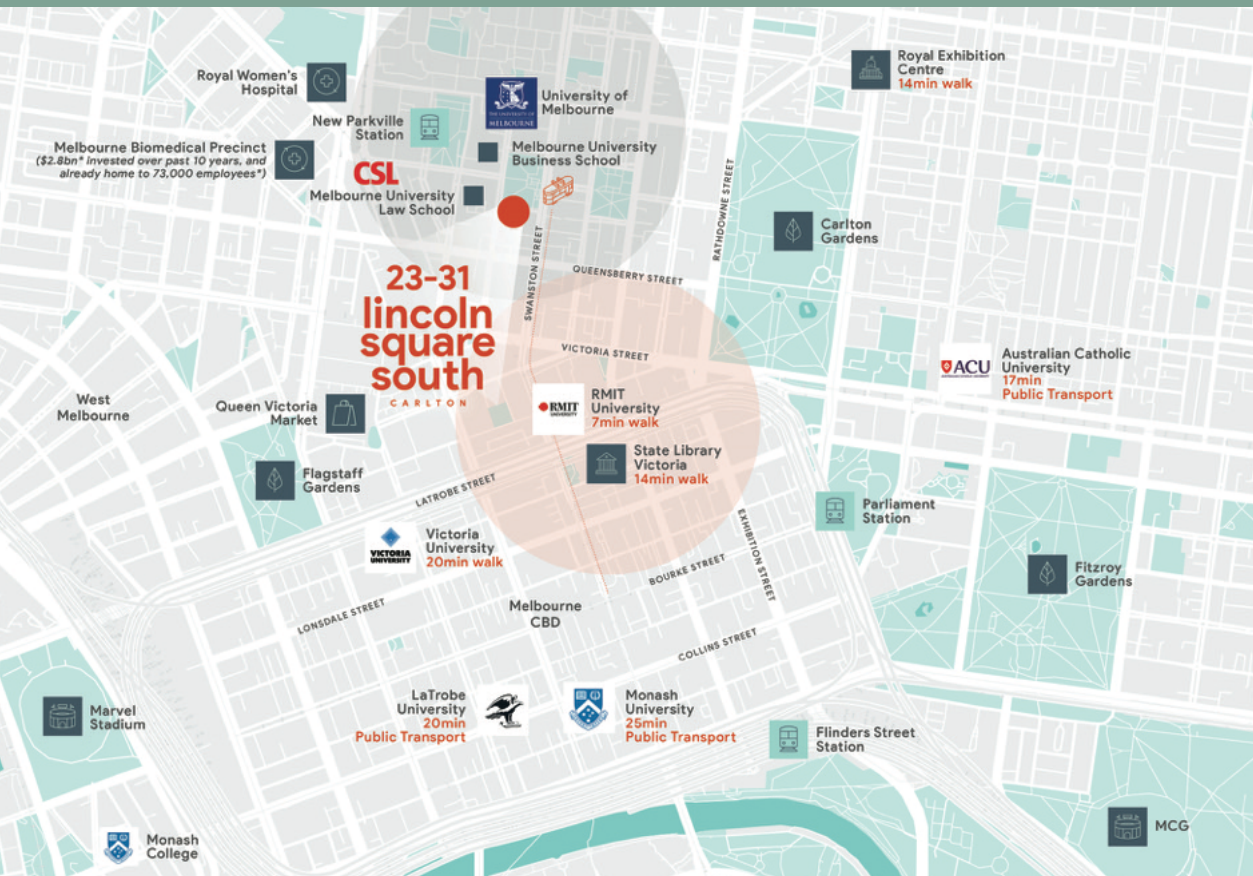 Royal Women's
Hospital
University of
Melbourne
THE UNIVERSITY OF
MELBOURNE
Royal Exhibition
Centre
14min walk
New Parkville
Station
Melbourne Biomedical Precinct
($2.8bn* invested over past 10 years, and
already home to 73,000 employees*)
Melbourne University
Business School
CSL
Melbourne University
Law School
RATHDOWNE STREET
Carlton
Gardens
SWANSTON STREET
QUEENSBERRY STREET
23-31
lincoln
square
south
CARLTON
VICTORIA STREET
ACU
Australian Catholic
University
17min
Public Transport
West
Melbourne
Queen Victoria
Market
RMIT
UNIVERSITY
RMIT
University
7min walk
State Library
Victoria
14min walk
Flagstaff
Gardens
LATROBE STREET
Parliament
Station
VICTORIA
UNIVERSITY
Victoria
University
20min walk
EXHIBITION STREET
BOURKE STREET
Fitzroy
Gardens
LONSDALE STREET
Melbourne
CBD
COLLINS STREET
Marvel
Stadium
LaTrobe
University
20min
Public Transport
Monash
University
25min
Public Transport
Flinders Street
Station
MCG
Monash
College